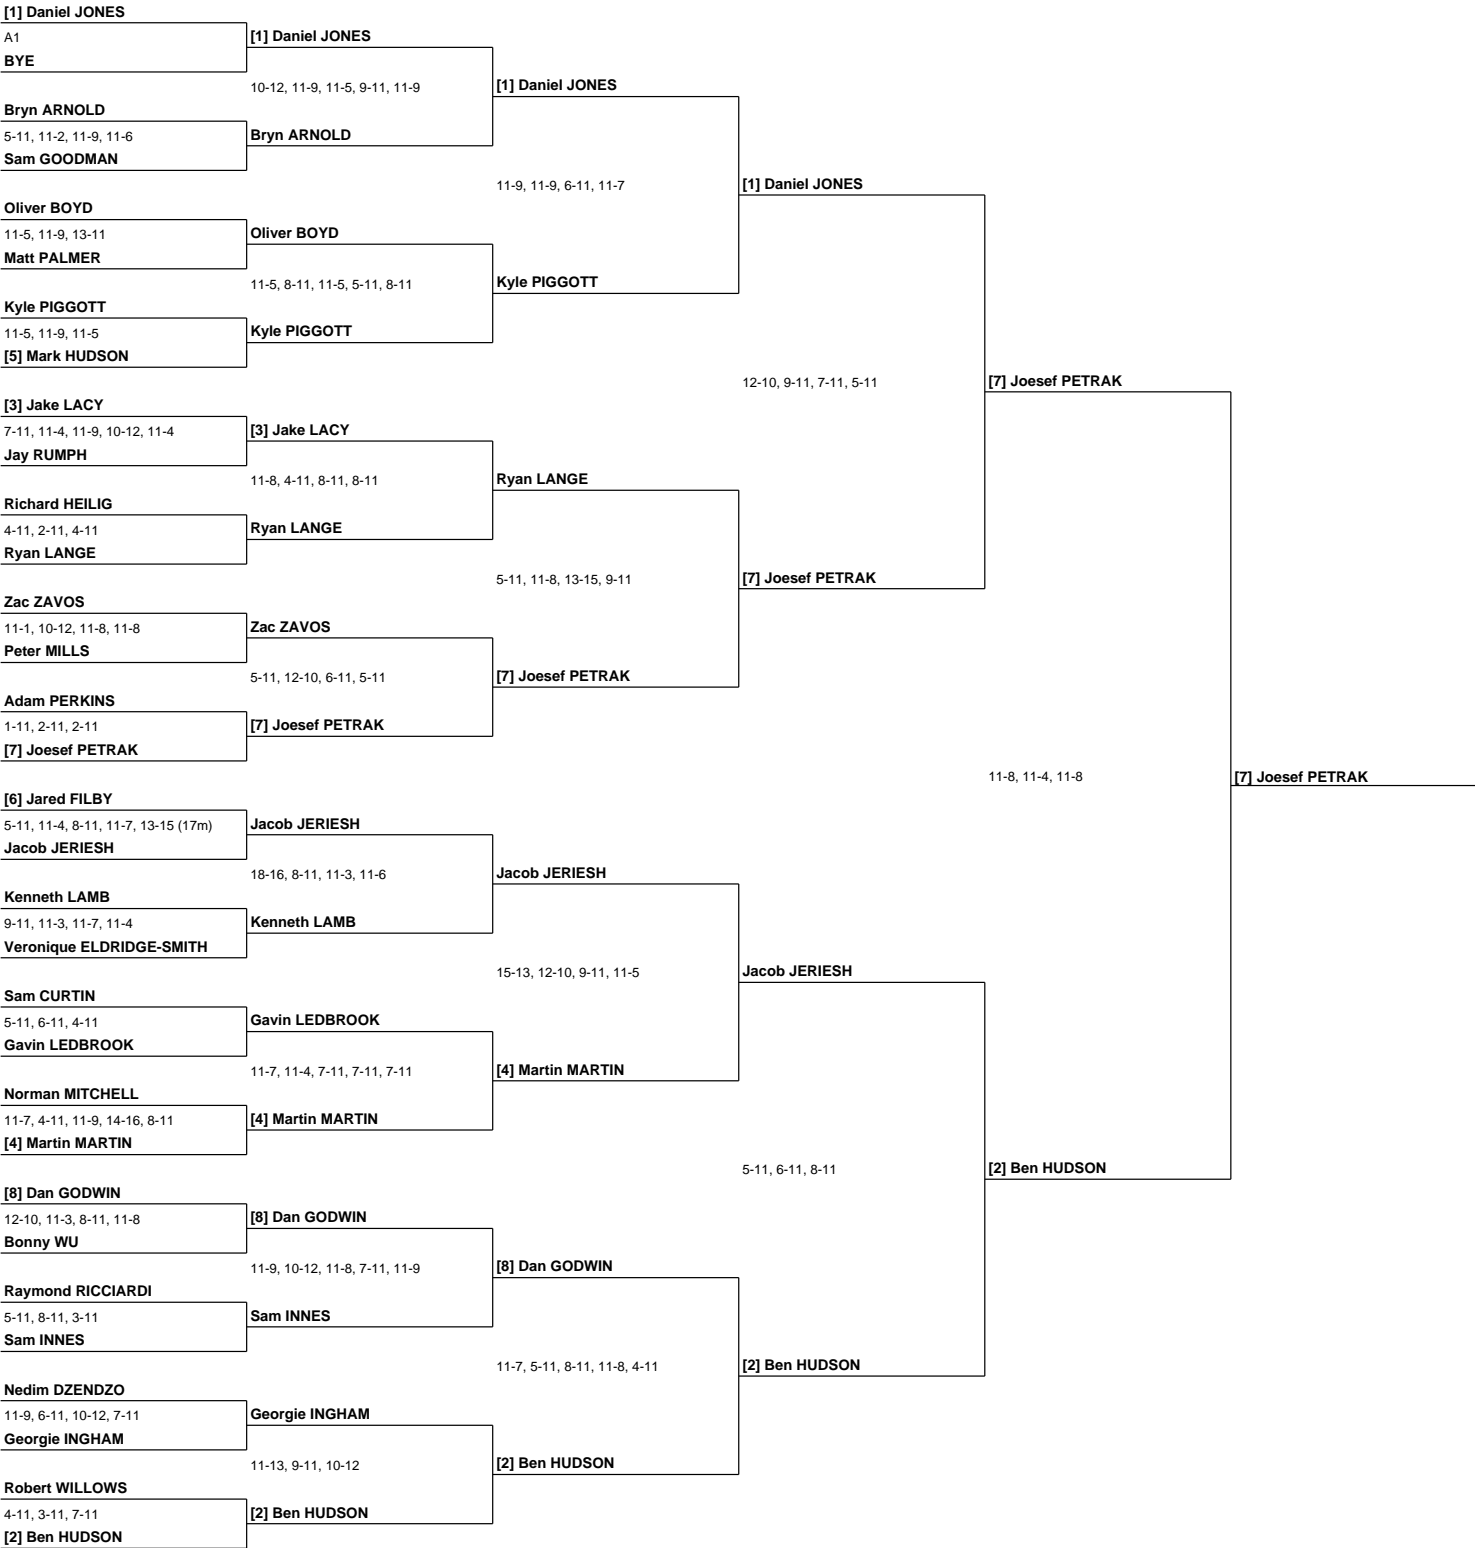 [1] Daniel JONES
A1
BYE
Bryn ARNOLD
5-11, 11-2, 11-9, 11-6
Sam GOODMAN
Oliver BOYD
11-5, 11-9, 13-11
Matt PALMER
Kyle PIGGOTT
11-5, 11-9, 11-5
[5] Mark HUDSON
[3] Jake LACY
7-11, 11-4, 11-9, 10-12, 11-4
Jay RUMPH
Richard HEILIG
4-11, 2-11, 4-11
Ryan LANGE
Zac ZAVOS
11-1, 10-12, 11-8, 11-8
Peter MILLS
Adam PERKINS
1-11, 2-11, 2-11
[7] Joesef PETRAK
[6] Jared FILBY
5-11, 11-4, 8-11, 11-7, 13-15 (17m)
Jacob JERIESH
Kenneth LAMB
9-11, 11-3, 11-7, 11-4
Veronique ELDRIDGE-SMITH
Sam CURTIN
5-11, 6-11, 4-11
Gavin LEDBROOK
Norman MITCHELL
11-7, 4-11, 11-9, 14-16, 8-11
[4] Martin MARTIN
[8] Dan GODWIN
12-10, 11-3, 8-11, 11-8
Bonny WU
Raymond RICCIARDI
5-11, 8-11, 3-11
Sam INNES
Nedim DZENDZO
11-9, 6-11, 10-12, 7-11
Georgie INGHAM
Robert WILLOWS
4-11, 3-11, 7-11
[2] Ben HUDSON
[1] Daniel JONES
10-12, 11-9, 11-5, 9-11, 11-9
Bryn ARNOLD
Oliver BOYD
11-5, 8-11, 11-5, 5-11, 8-11
Kyle PIGGOTT
[3] Jake LACY
11-8, 4-11, 8-11, 8-11
Ryan LANGE
Zac ZAVOS
5-11, 12-10, 6-11, 5-11
[7] Joesef PETRAK
Jacob JERIESH
18-16, 8-11, 11-3, 11-6
Kenneth LAMB
Gavin LEDBROOK
11-7, 11-4, 7-11, 7-11, 7-11
[4] Martin MARTIN
[8] Dan GODWIN
11-9, 10-12, 11-8, 7-11, 11-9
Sam INNES
Georgie INGHAM
11-13, 9-11, 10-12
[2] Ben HUDSON
[1] Daniel JONES
11-9, 11-9, 6-11, 11-7
Kyle PIGGOTT
Ryan LANGE
5-11, 11-8, 13-15, 9-11
[7] Joesef PETRAK
Jacob JERIESH
15-13, 12-10, 9-11, 11-5
[4] Martin MARTIN
[8] Dan GODWIN
11-7, 5-11, 8-11, 11-8, 4-11
[2] Ben HUDSON
[1] Daniel JONES
12-10, 9-11, 7-11, 5-11
[7] Joesef PETRAK
Jacob JERIESH
5-11, 6-11, 8-11
[2] Ben HUDSON
[7] Joesef PETRAK
11-8, 11-4, 11-8
[2] Ben HUDSON
[7] Joesef PETRAK